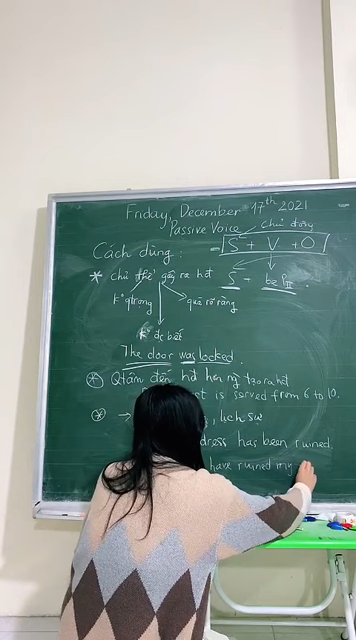 Friday, December 17th 2021
Passive Voice chủ động
Cách dùng : S + V + O
* chủ thể gây ra hđ S + be PII
k° q.trọng quá rõ ràng
k° đc biết
The door was locked.
* Q.tâm đến hđ hơn ng tạo ra hđ
is served from 6 to 10.
* → , lịch sự
dress has been ruined.
have ruined my